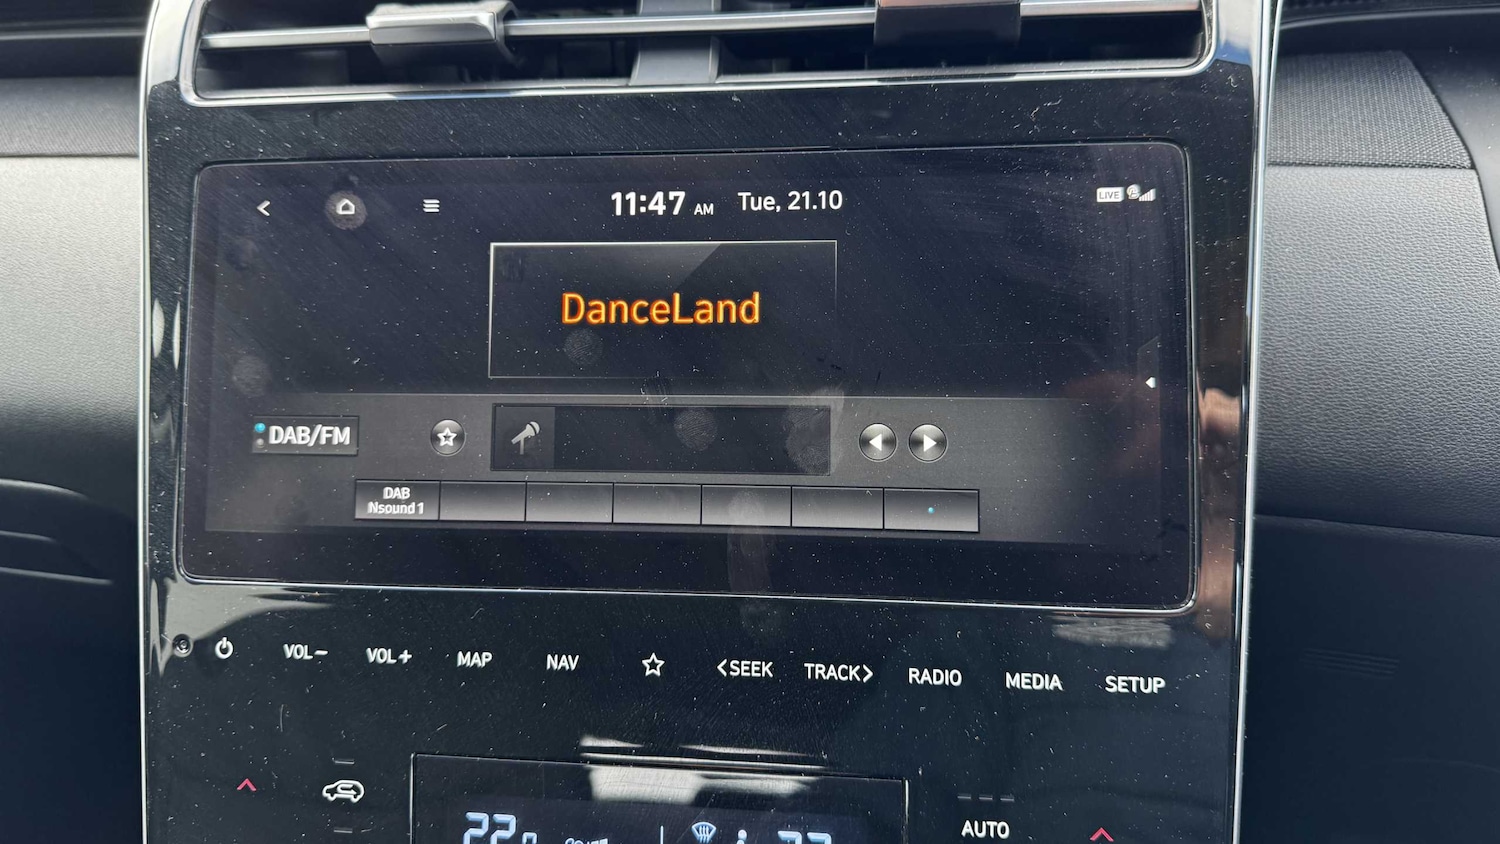 11:47 AM Tue, 21.10
LIVE
DanceLand
DAB/FM
DAB
Nsound 1
VOL− VOL+ MAP NAV <SEEK TRACK> RADIO MEDIA SETUP
AUTO